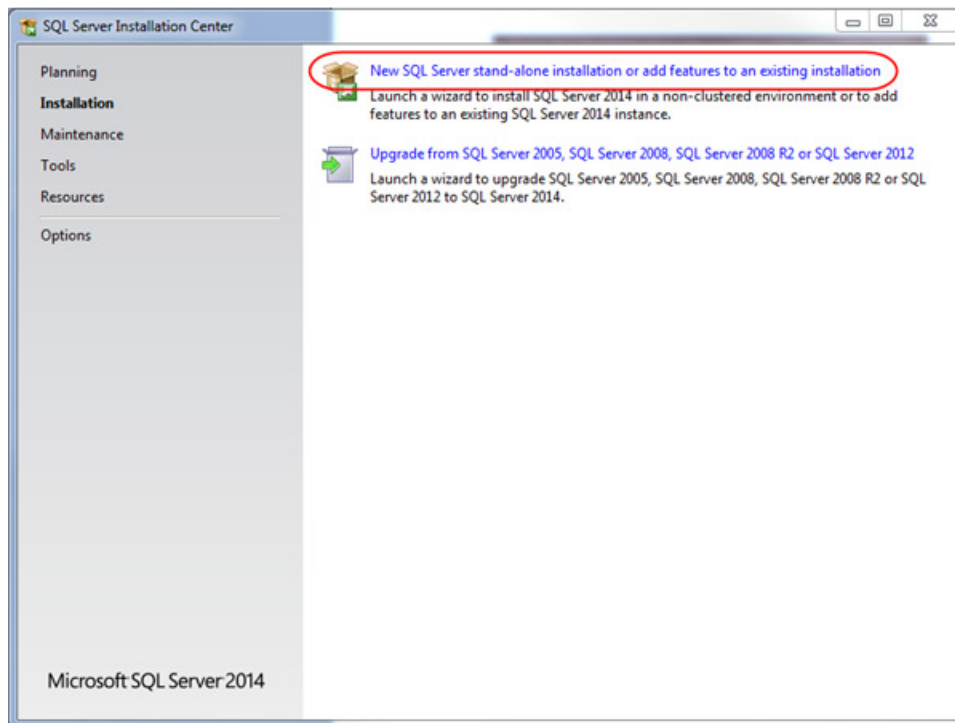 SQL Server Installation Center
Planning
Installation
Maintenance
Tools
Resources
Options
New SQL Server stand-alone installation or add features to an existing installation
Launch a wizard to install SQL Server 2014 in a non-clustered environment or to add
features to an existing SQL Server 2014 instance.
Upgrade from SQL Server 2005, SQL Server 2008, SQL Server 2008 R2 or SQL Server 2012
Launch a wizard to upgrade SQL Server 2005, SQL Server 2008, SQL Server 2008 R2 or SQL
Server 2012 to SQL Server 2014.
Microsoft SQL Server 2014